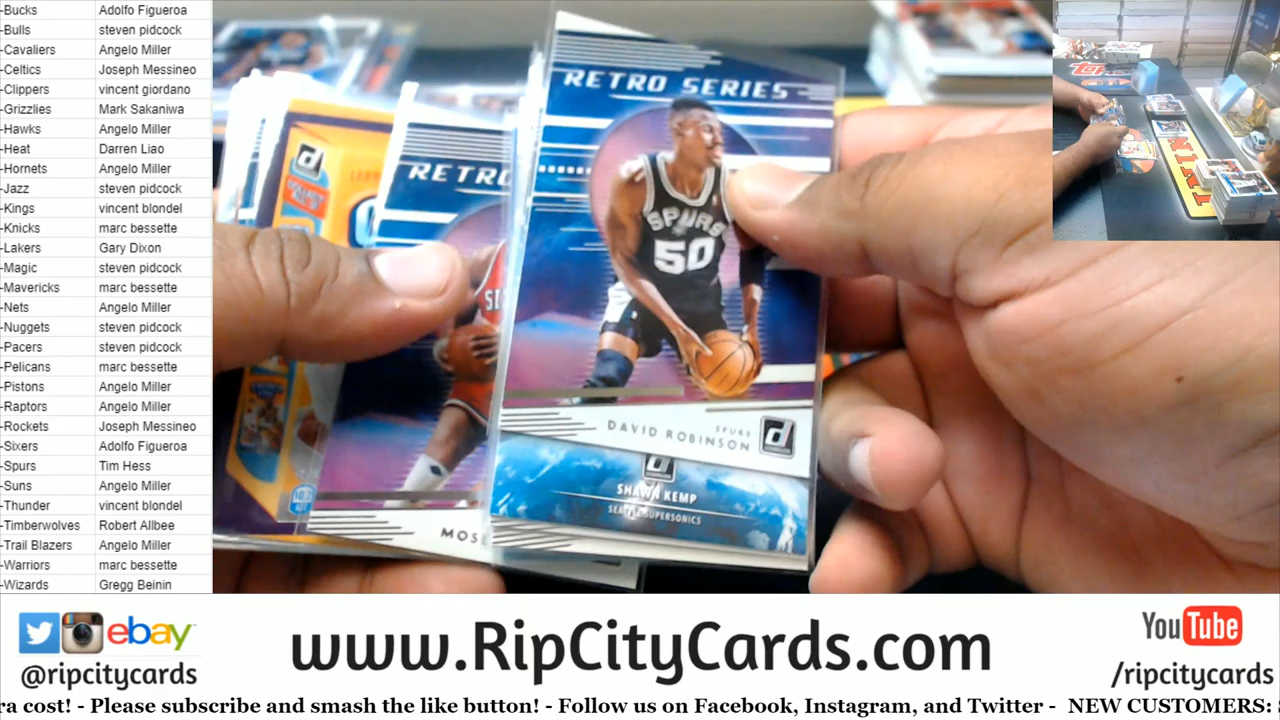 -Bucks Adolfo Figueroa
-Bulls steven pidcock
-Cavaliers Angelo Miller
-Celtics Joseph Messineo
-Clippers vincent giordano
-Grizzlies Mark Sakaniwa
-Hawks Angelo Miller
-Heat Darren Liao
-Hornets Angelo Miller
-Jazz steven pidcock
-Kings vincent blondel
-Knicks marc bessette
-Lakers Gary Dixon
-Magic steven pidcock
-Mavericks marc bessette
-Nets Angelo Miller
-Nuggets steven pidcock
-Pacers steven pidcock
-Pelicans marc bessette
-Pistons Angelo Miller
-Raptors Angelo Miller
-Rockets Joseph Messineo
-Sixers Adolfo Figueroa
-Spurs Tim Hess
-Suns Angelo Miller
-Thunder vincent blondel
-Timberwolves Robert Allbee
-Trail Blazers Angelo Miller
-Warriors marc bessette
-Wizards Gregg Beinin
RETRO SERIES
SPURS
50
SPURS
DAVID ROBINSON
SHAWN KEMP
SEATTLE SUPERSONICS
RETRO
MOSE
ebay
@ripcitycards
www.RipCityCards.com
YouTube
/ripcitycards
ra cost! - Please subscribe and smash the like button! - Follow us on Facebook, Instagram, and Twitter - NEW CUSTOMERS: